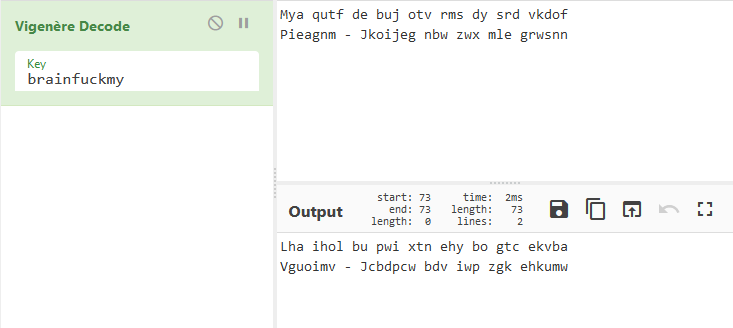 Vigenère Decode
Key
brainfuckmy
Mya qutf de buj otv rms dy srd vkdof
Pieagnm - Jkoijeg nbw zwx mle grwsnn
Output
start: 73
end: 73
length: 0
time: 2ms
length: 73
lines: 2
Lha ihol bu pwi xtn ehy bo gtc ekvba
Vguoimv - Jcbdpcw bdv iwp zgk ehkumw